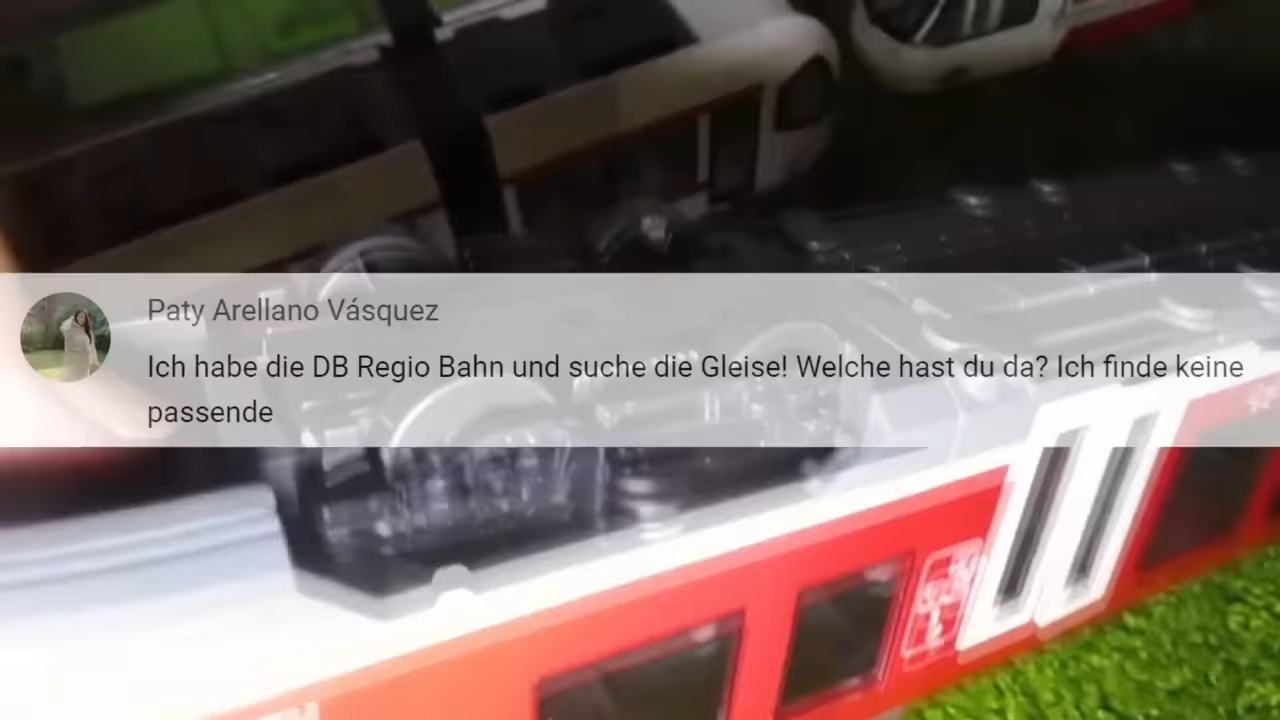 Paty Arellano Vásquez
Ich habe die DB Regio Bahn und suche die Gleise! Welche hast du da? Ich finde keine
passende